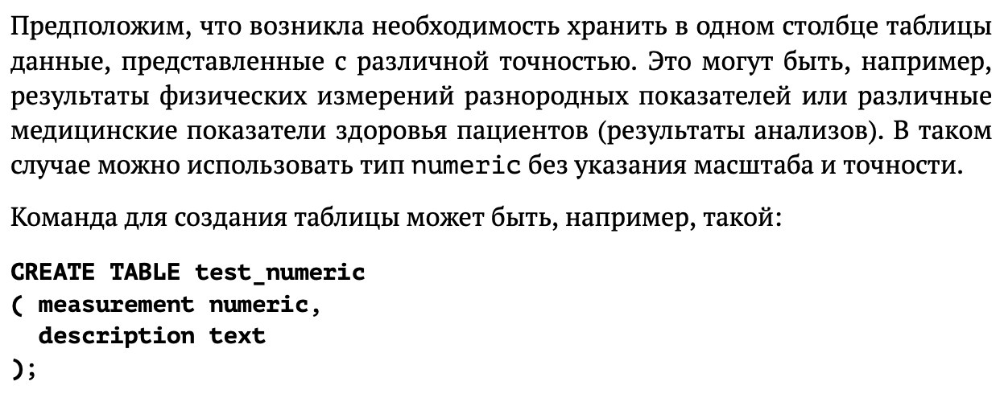 Предположим, что возникла необходимость хранить в одном столбце таблицы
данные, представленные с различной точностью. Это могут быть, например,
результаты физических измерений разнородных показателей или различные
медицинские показатели здоровья пациентов (результаты анализов). В таком
случае можно использовать тип numeric без указания масштаба и точности.
Команда для создания таблицы может быть, например, такой:
CREATE TABLE test_numeric
( measurement numeric,
  description text
);